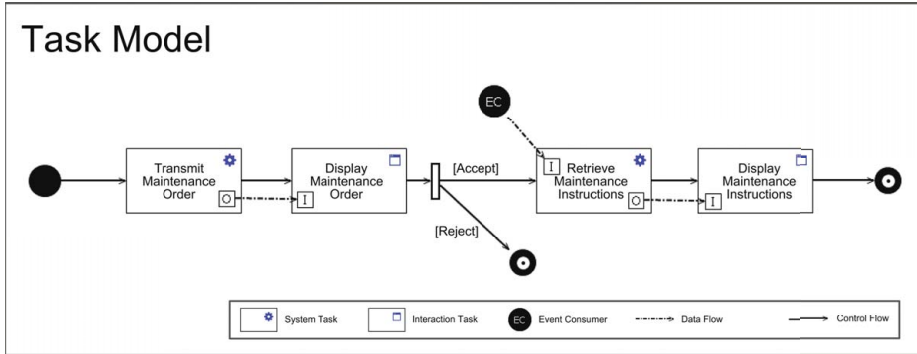 Task Model
EC
Transmit
Maintenance
Order
O
I
Display
Maintenance
Order
[Accept]
[Reject]
I
Retrieve
Maintenance
Instructions
O
I
Display
Maintenance
Instructions
System Task
Interaction Task
EC
Event Consumer
Data Flow
Control Flow